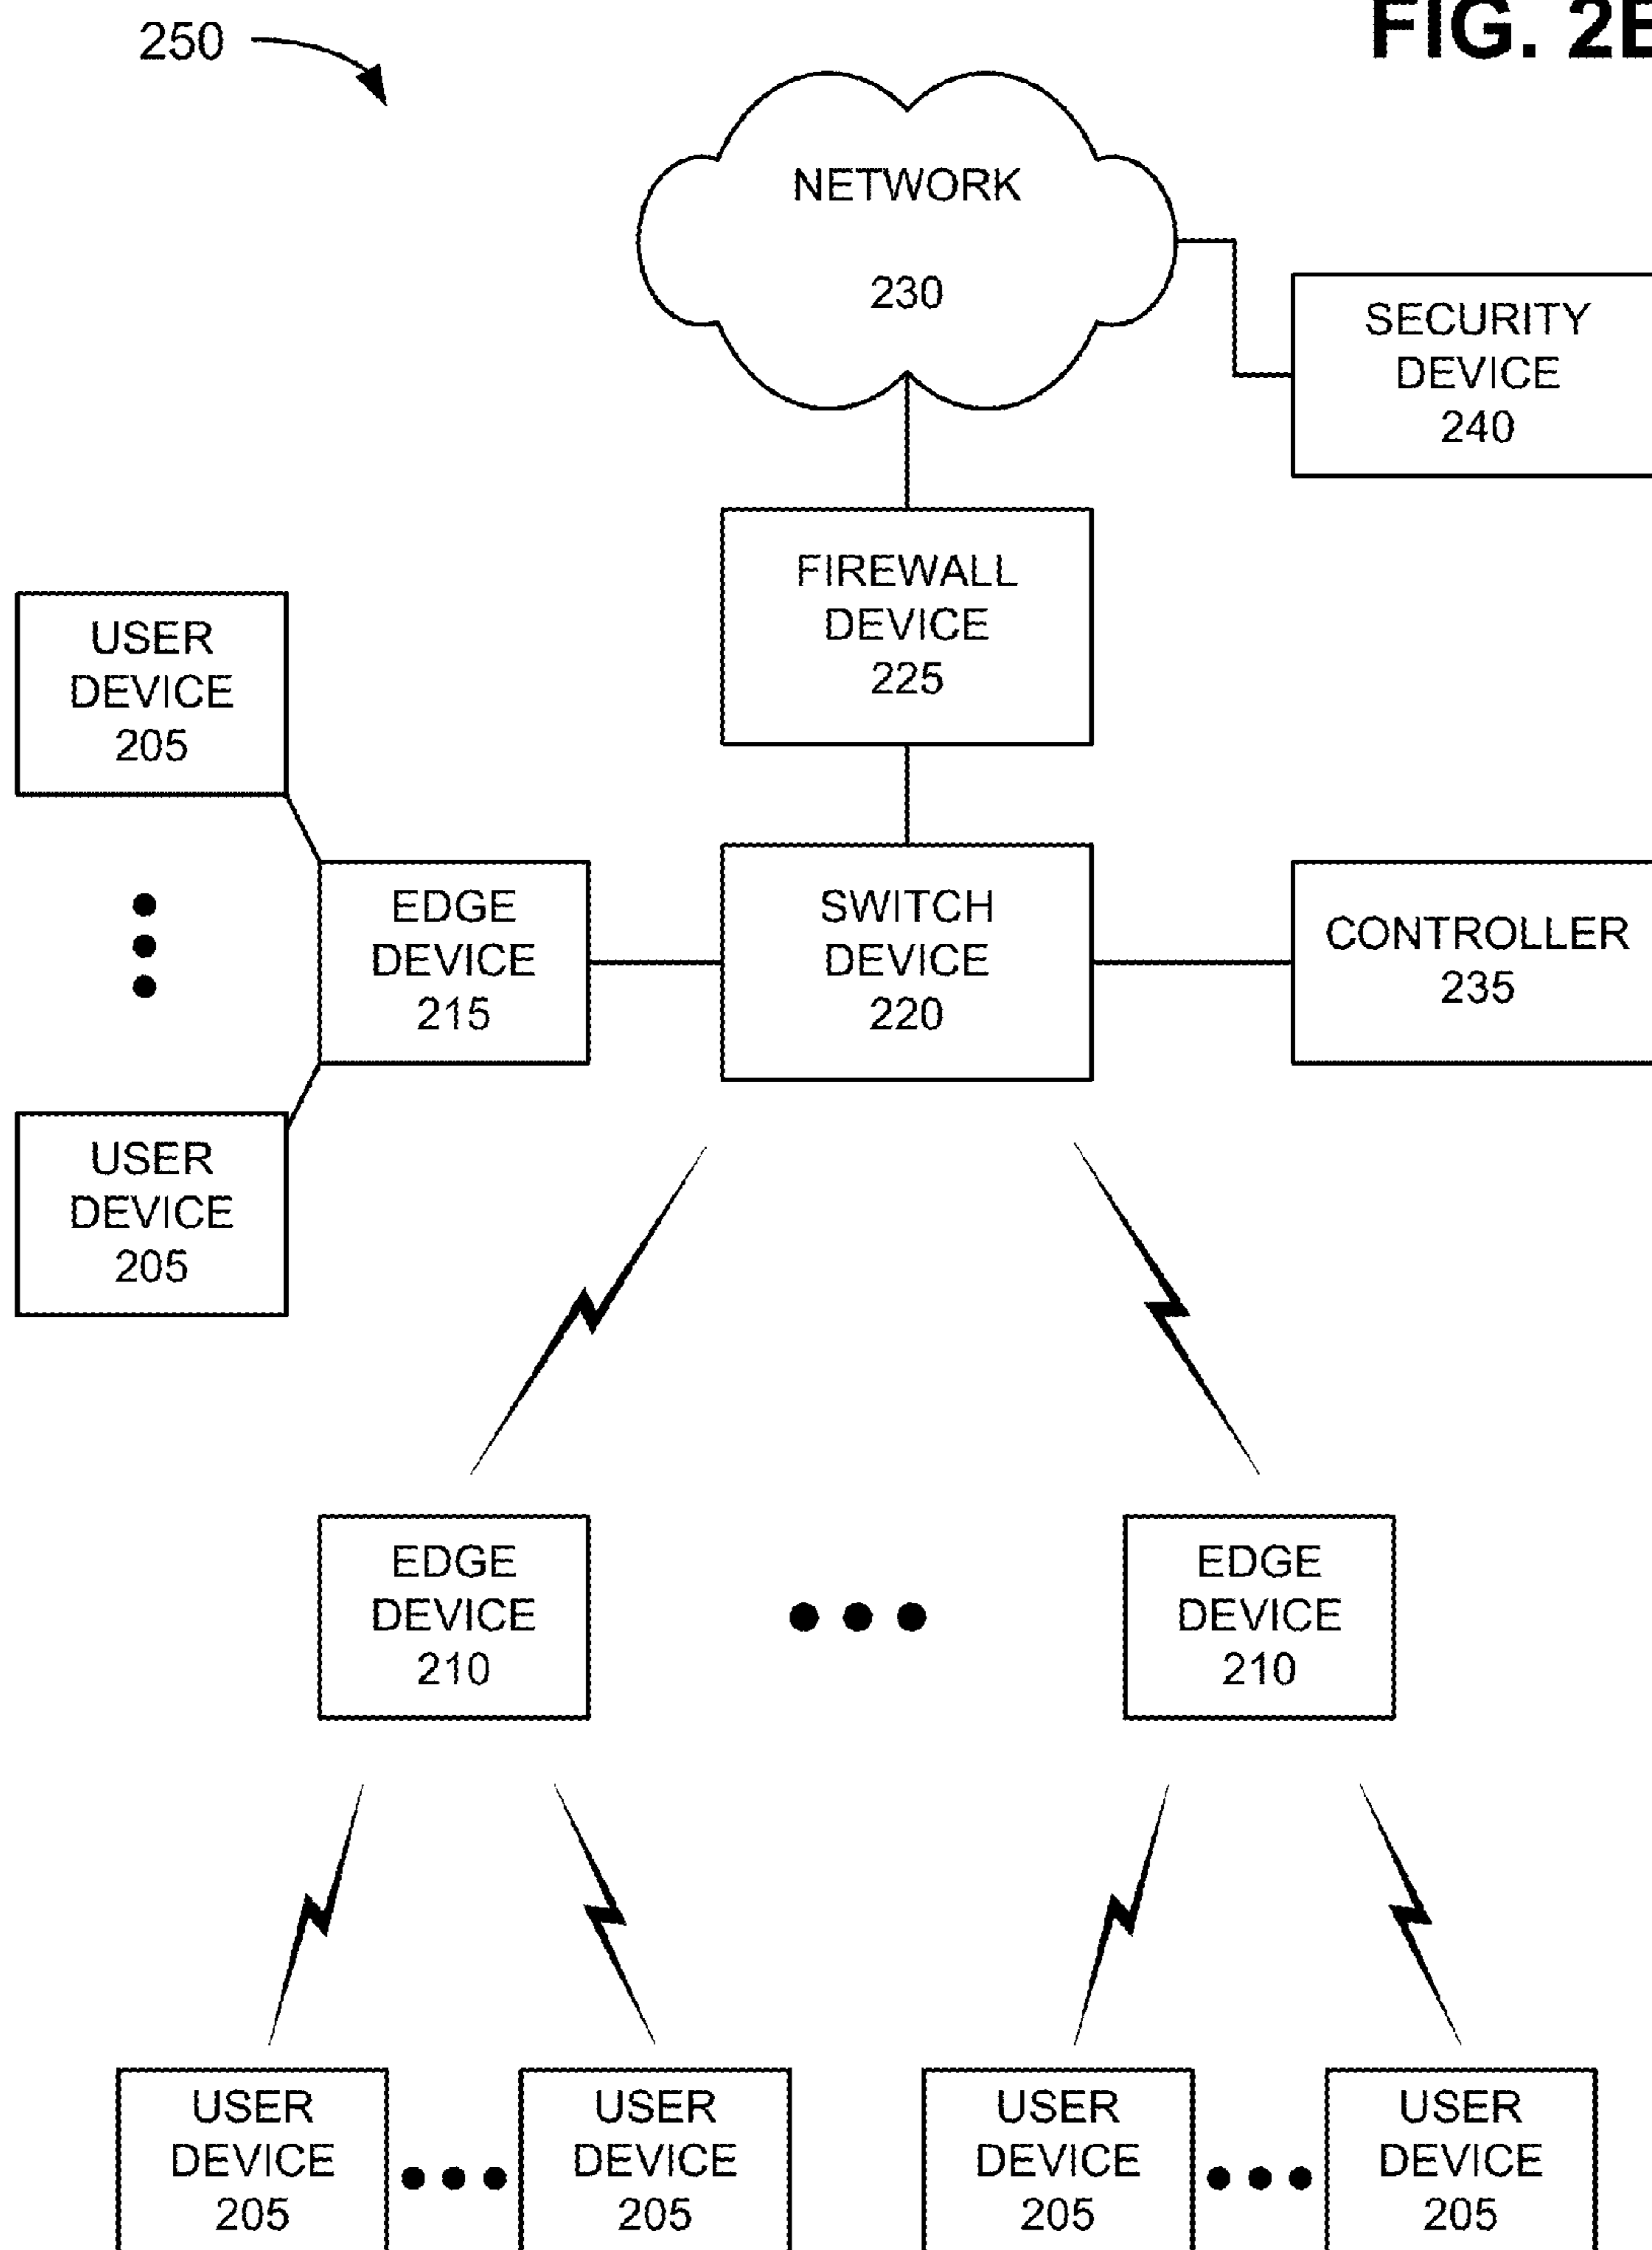 250
FIG. 2B
NETWORK
230
SECURITY
DEVICE
240
FIREWALL
DEVICE
225
USER
DEVICE
205
EDGE
DEVICE
215
SWITCH
DEVICE
220
CONTROLLER
235
USER
DEVICE
205
EDGE
DEVICE
210
EDGE
DEVICE
210
USER
DEVICE
205
USER
DEVICE
205
USER
DEVICE
205
USER
DEVICE
205